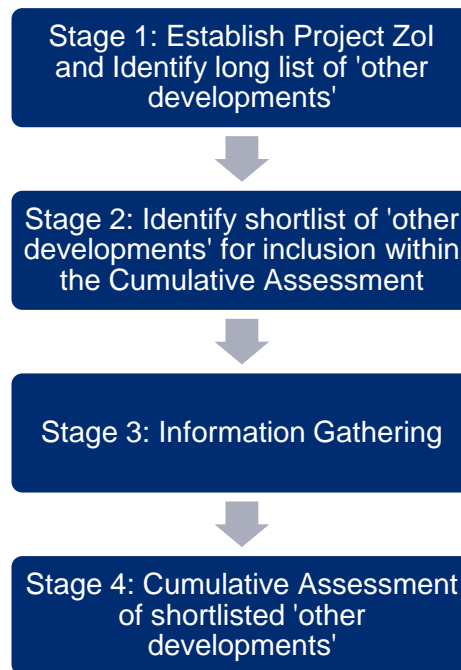 Stage 1: Establish Project ZoI
and Identify long list of 'other
developments'
Stage 2: Identify shortlist of 'other
developments' for inclusion within
the Cumulative Assessment
Stage 3: Information Gathering
Stage 4: Cumulative Assessment
of shortlisted 'other
developments'